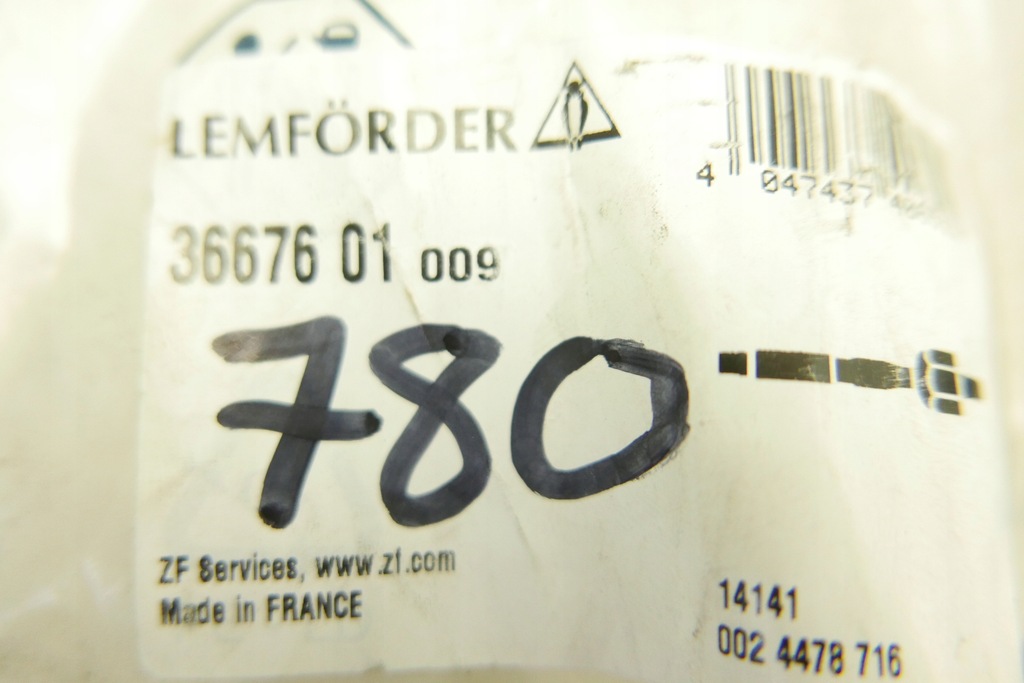 LEMFÖRDER
4 047437
36676 01 009
780
ZF Services, www.zf.com
Made in FRANCE
14141
002 4478 716